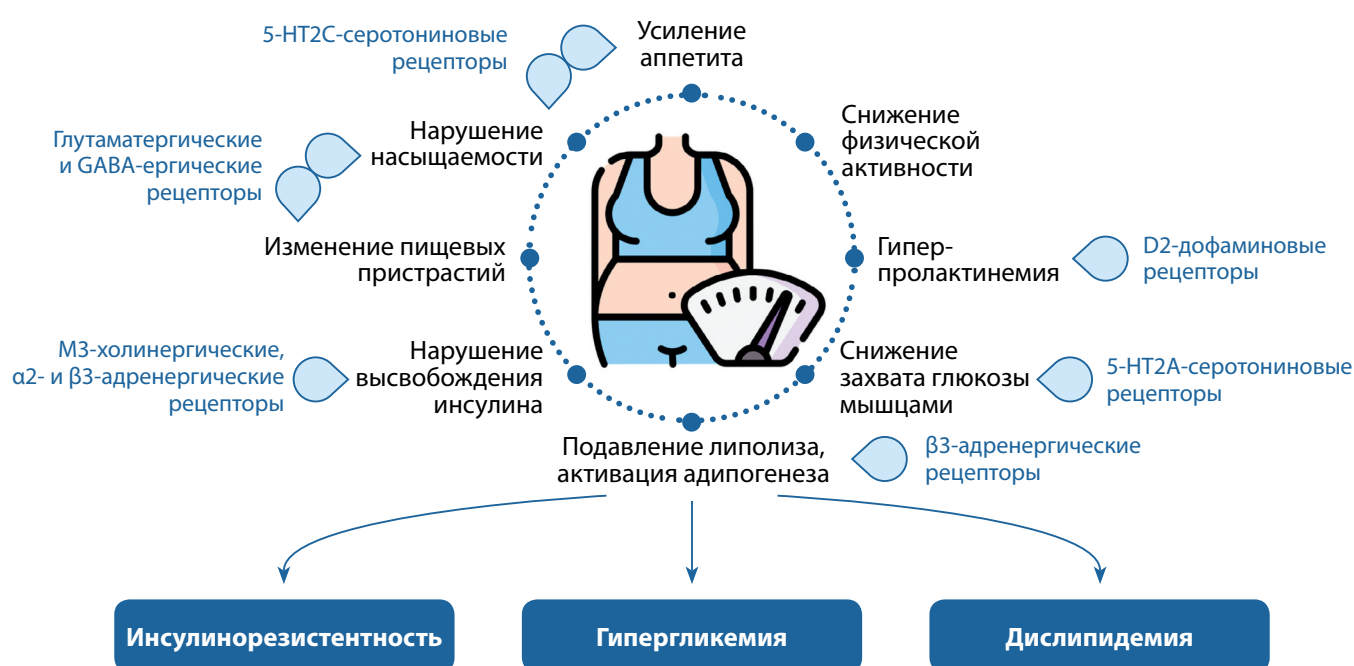 5-HT2C-серотониновые
рецепторы
Усиление
аппетита
Глутаматергические
и GABA-ергические
рецепторы
Нарушение
насыщаемости
Снижение
физической
активности
Изменение пищевых
пристрастий
Гипер-
пролактинемия
D2-дофаминовые
рецепторы
М3-холинергические,
α2- и β3-адренергические
рецепторы
Нарушение
высвобождения
инсулина
Снижение
захвата глюкозы
мышцами
5-HT2A-серотониновые
рецепторы
Подавление липолиза,
активация адипогенеза
β3-адренергические
рецепторы
Инсулинорезистентность
Гипергликемия
Дислипидемия